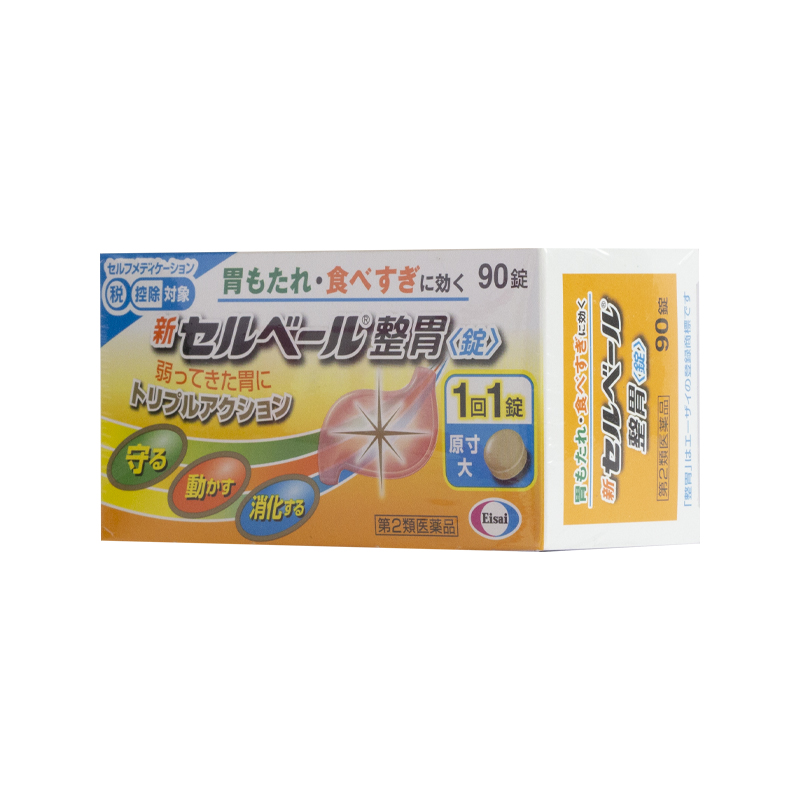 セルフメディケーション
税 控除 対象
胃もたれ・食べすぎに効く 90錠
新セルベール®整胃〈錠〉
弱ってきた胃に
トリプルアクション
守る
動かす
消化する
1回1錠
原寸大
第2類医薬品
Eisai
胃もたれ・食べすぎに効く
新セルベール
整胃〈錠〉
90錠
第2類医薬品
「整胃」はエーザイの登録商標です